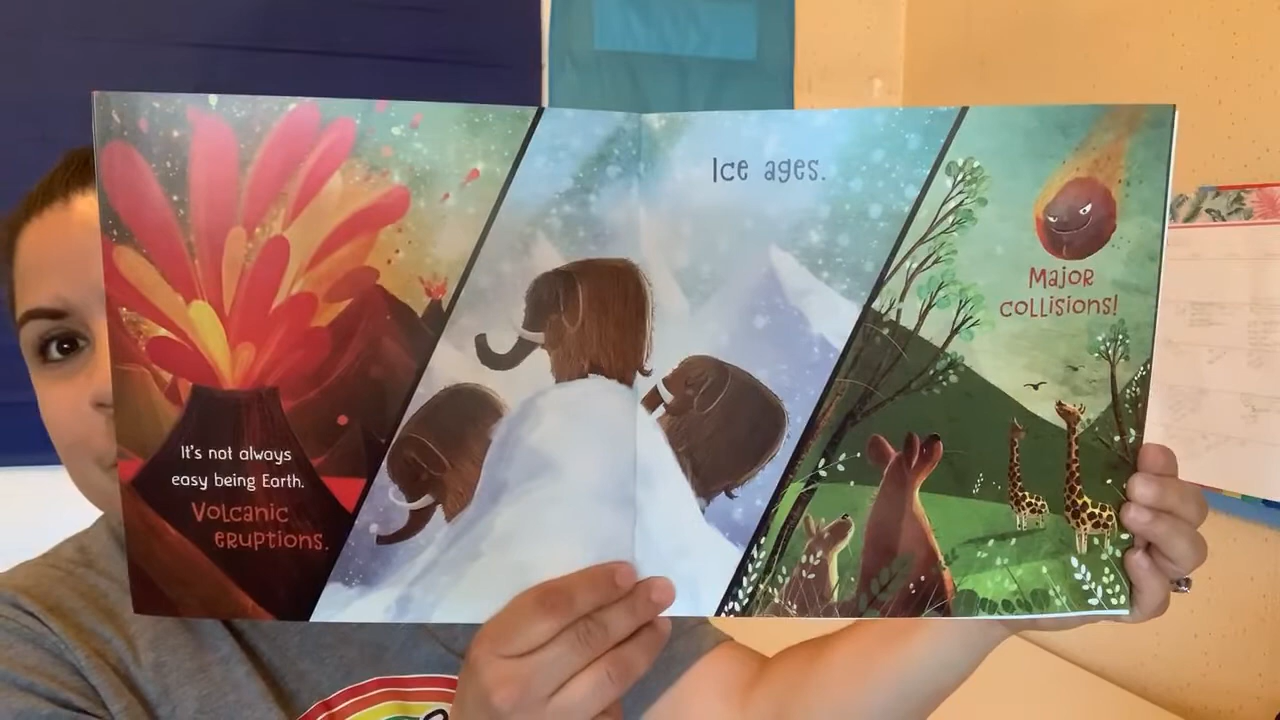 It's not always
easy being Earth.
Volcanic
eruptions.
Ice ages.
Major
collisions!